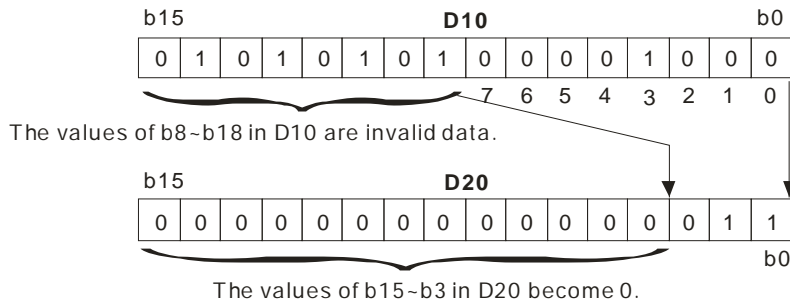 b15 D10 b0
0 1 0 1 0 1 0 1 0 0 0 0 1 0 0 0
7 6 5 4 3 2 1 0
The values of b8~b18 in D10 are invalid data.
b15 D20
0 0 0 0 0 0 0 0 0 0 0 0 0 0 1 1
b0
The values of b15~b3 in D20 become 0.